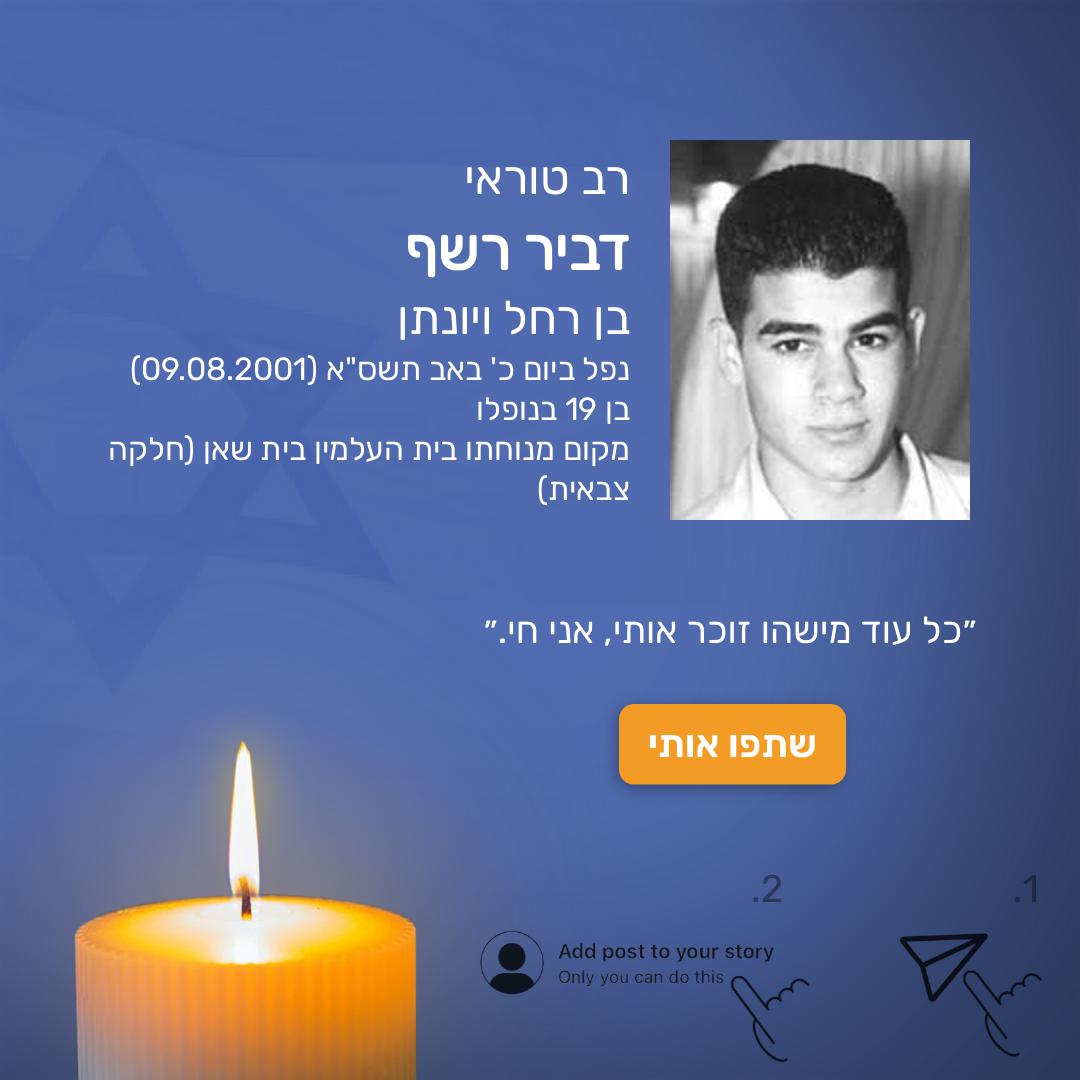 רב טוראי
דביר רשף
בן רחל ויונתן
נפל ביום כ' באב תשס"א (09.08.2001)
בן 19 בנופלו
מקום מנוחתו בית העלמין בית שאן (חלקה
צבאית)
״כל עוד מישהו זוכר אותי, אני חי.״
שתפו אותי
1.
2.
Add post to your story
Only you can do this